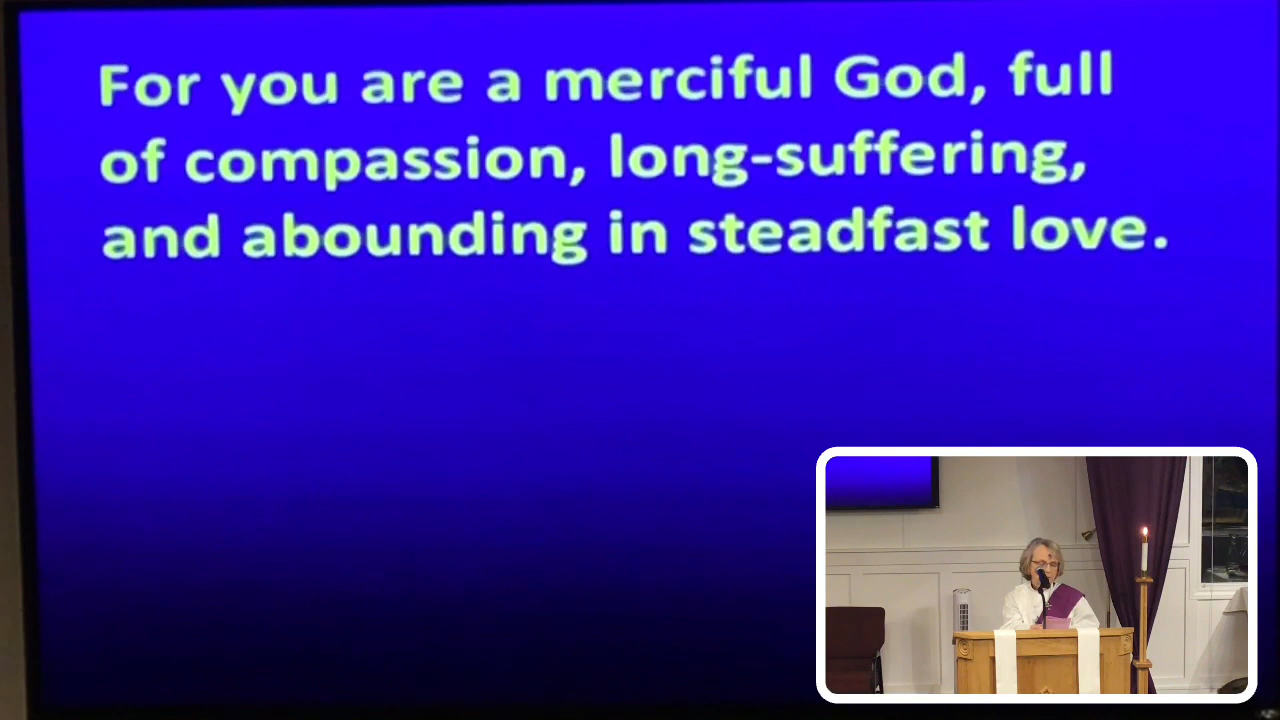 For you are a merciful God, full
of compassion, long-suffering,
and abounding in steadfast love.